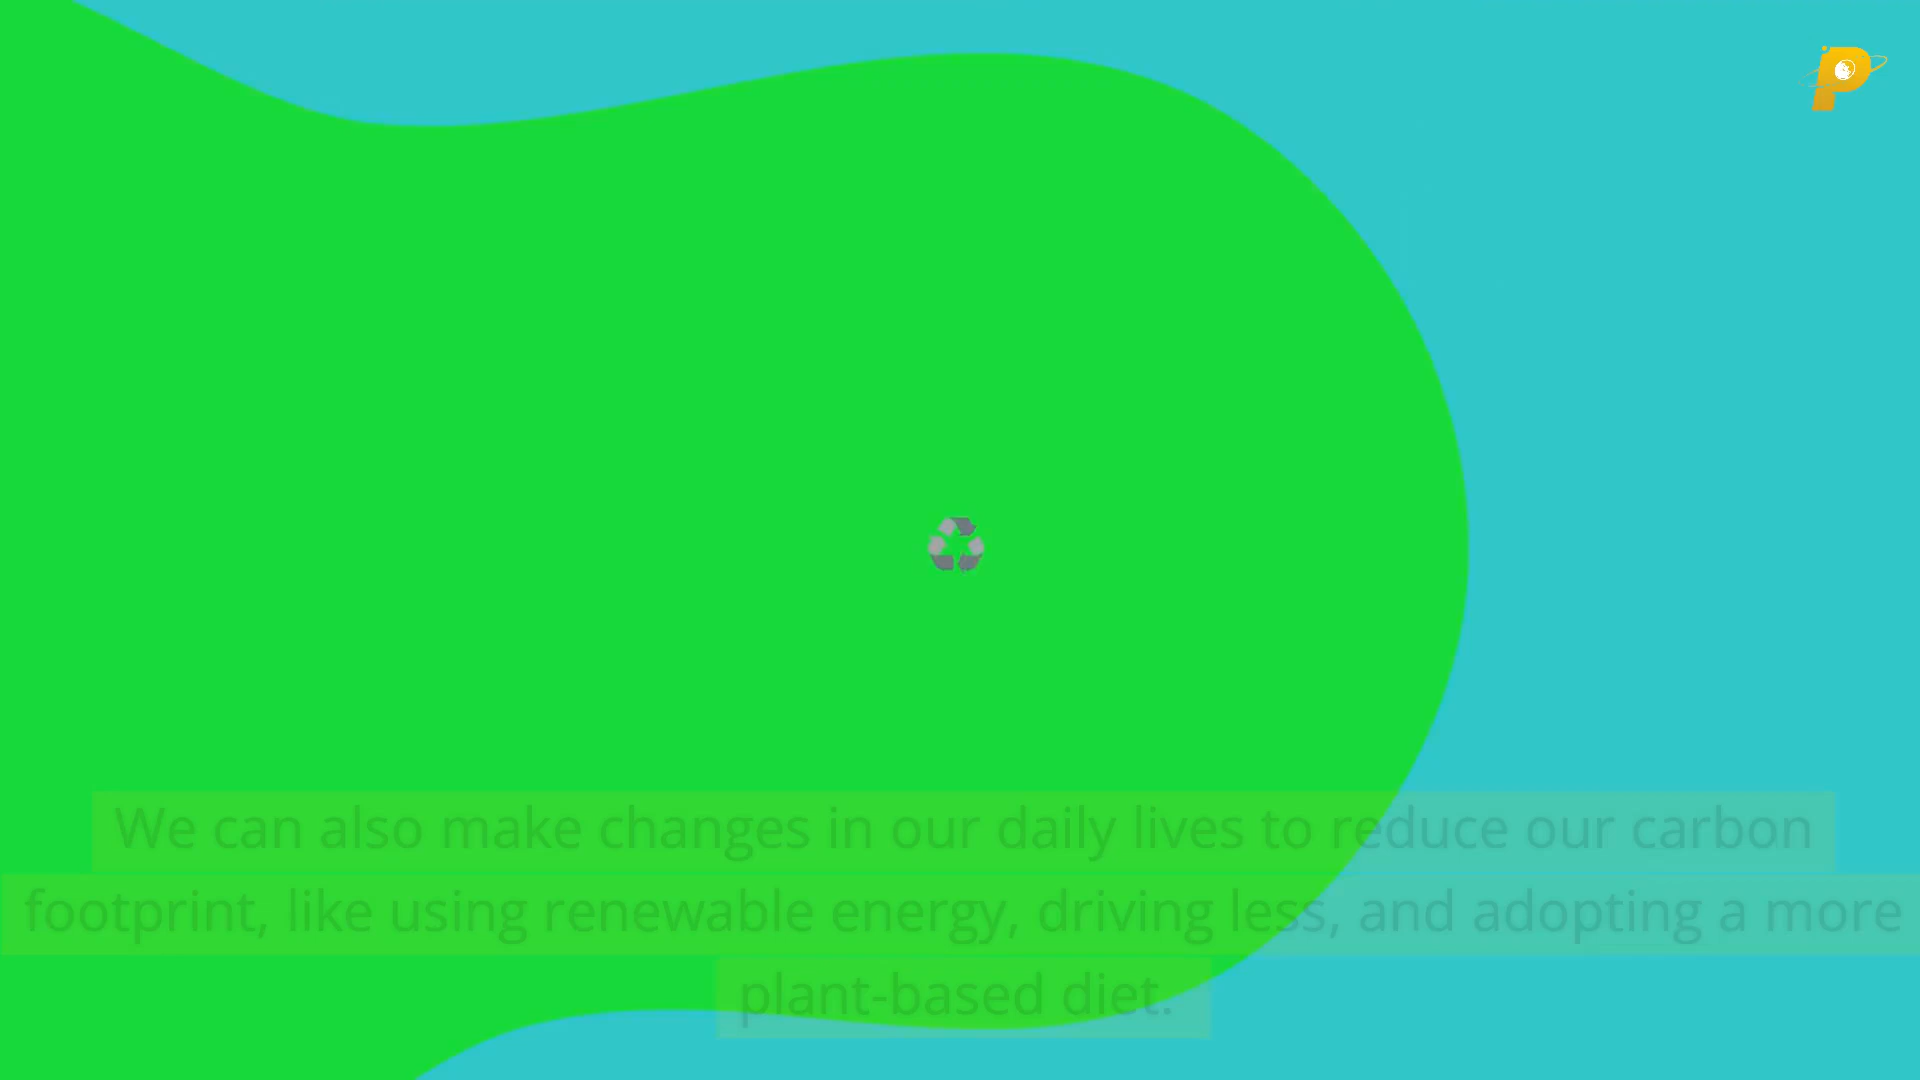 We can also make changes in our daily lives to reduce our carbon
footprint, like using renewable energy, driving less, and adopting a more
plant-based diet.
P